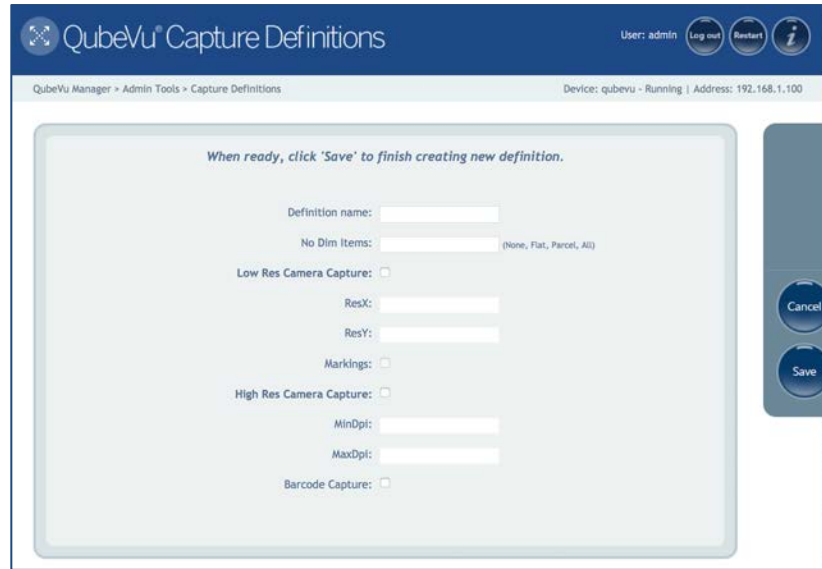 QubeVu® Capture Definitions
User: admin
Log out
Restart
i
QubeVu Manager > Admin Tools > Capture Definitions
Device: qubevu - Running | Address: 192.168.1.100
When ready, click 'Save' to finish creating new definition.
Definition name:
No Dim Items: (None, Flat, Parcel, All)
Low Res Camera Capture:
ResX:
ResY:
Markings:
High Res Camera Capture:
MinDpi:
MaxDpi:
Barcode Capture:
Cancel
Save